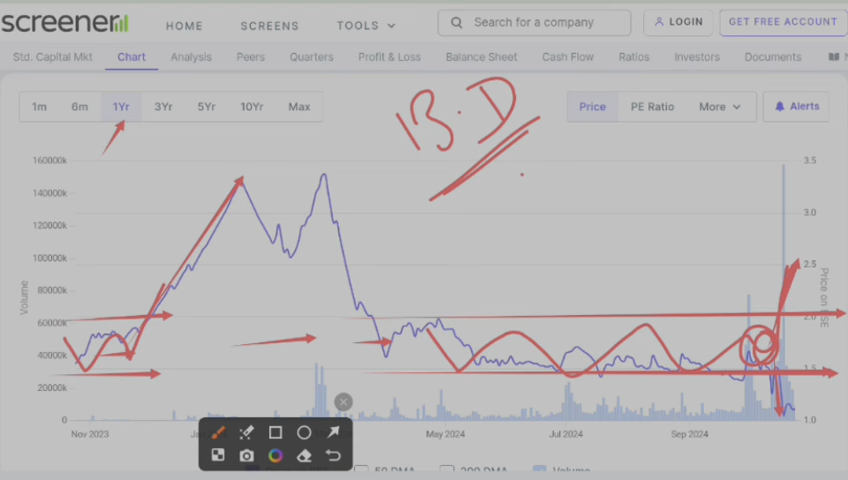 screener
HOME
SCREENS
TOOLS
Search for a company
LOGIN
GET FREE ACCOUNT
Std. Capital Mkt
Chart
Analysis
Peers
Quarters
Profit & Loss
Balance Sheet
Cash Flow
Ratios
Investors
Documents
N
1m
6m
1Yr
3Yr
5Yr
10Yr
Max
Price
PE Ratio
More
Alerts
B.D
160000k
140000k
120000k
100000k
80000k
60000k
40000k
20000k
0
Volume
3.5
3.0
2.5
2.0
1.5
1.0
Price on BSE
Nov 2023
May 2024
Jul 2024
Sep 2024
50 DMA
200 DMA
Volume